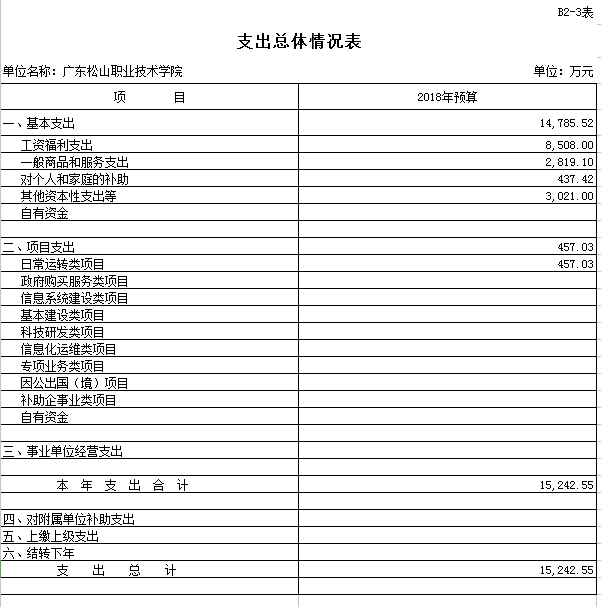 B2-3表
支出总体情况表
单位名称：广东松山职业技术学院 单位：万元
项 目 2018年预算
一、基本支出 14,785.52
工资福利支出 8,508.00
一般商品和服务支出 2,819.10
对个人和家庭的补助 437.42
其他资本性支出等 3,021.00
自有资金
二、项目支出 457.03
日常运转类项目 457.03
政府购买服务类项目
信息系统建设类项目
基本建设类项目
科技研发类项目
信息化运维类项目
专项业务类项目
因公出国（境）项目
补助企事业类项目
自有资金
三、事业单位经营支出
本 年 支 出 合 计 15,242.55
四、对附属单位补助支出
五、上缴上级支出
六、结转下年
支 出 总 计 15,242.55